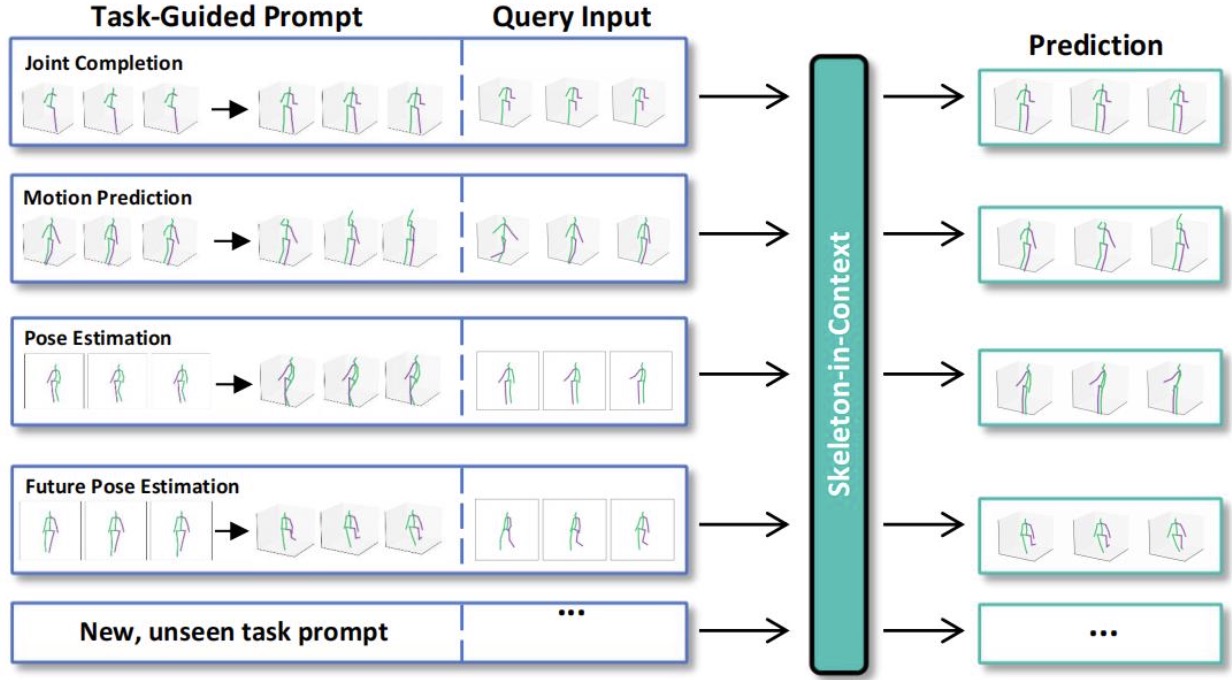 Task-Guided Prompt
Query Input
Prediction
Joint Completion
Motion Prediction
Pose Estimation
Future Pose Estimation
New, unseen task prompt
...
...
Skeleton-in-Context